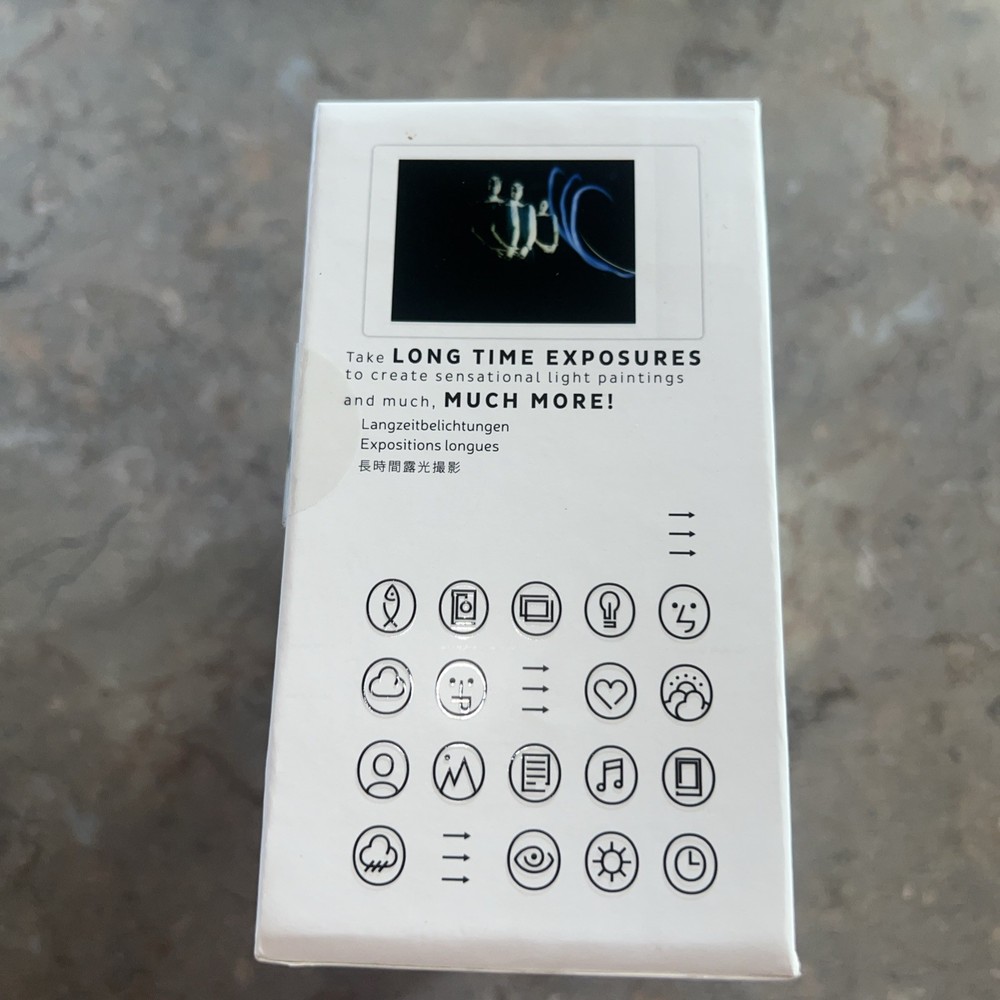 Take LONG TIME EXPOSURES
to create sensational light paintings
and much, MUCH MORE!
Langzeitbelichtungen
Expositions longues
長時間露光撮影